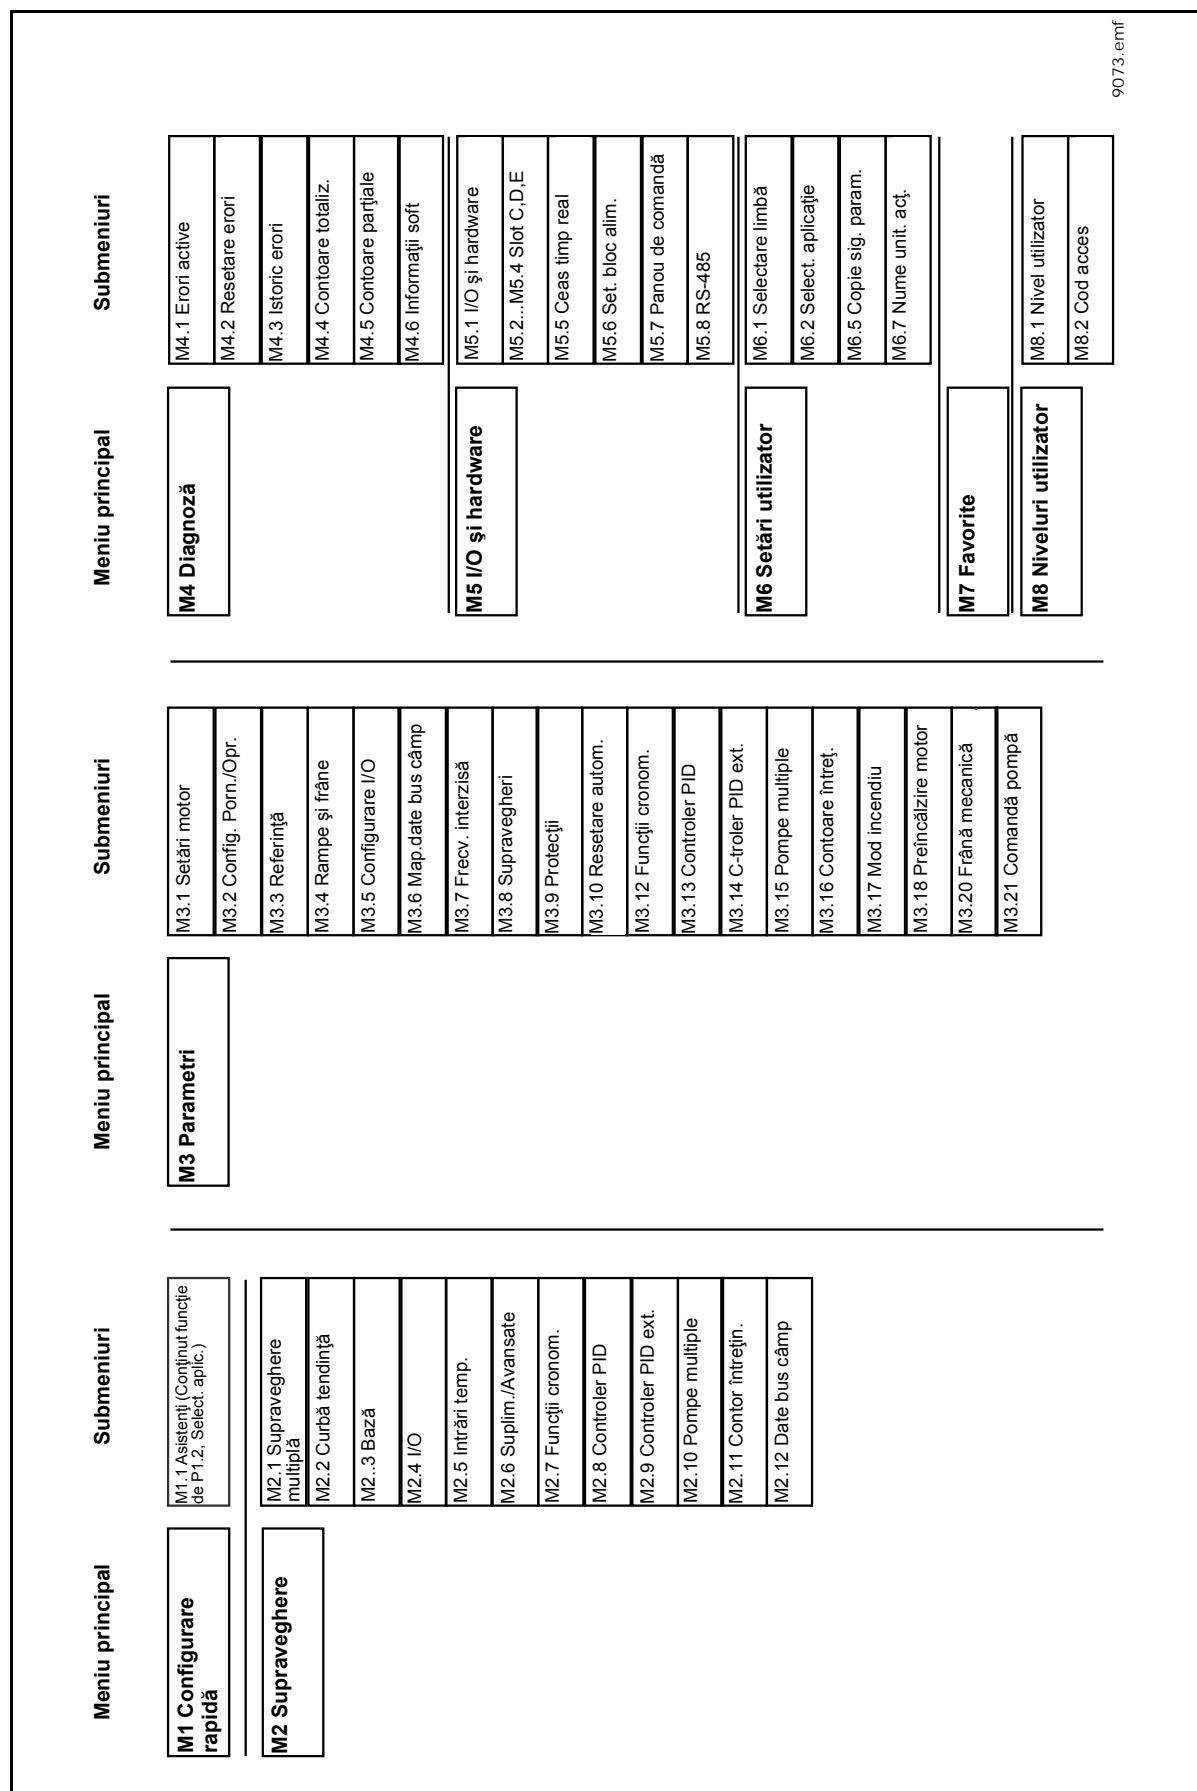 Meniu principal
Submeniuri
M1 Configurare
rapidă
M1.1 Asistenţi (Conţinut funcţie
de P1.2, Select. aplic.)
M2 Supraveghere
M2.1 Supraveghere
multiplă
M2.2 Curbă tendinţă
M2..3 Bază
M2.4 I/O
M2.5 Intrări temp.
M2.6 Suplim./Avansate
M2.7 Funcţii cronom.
M2.8 Controler PID
M2.9 Controler PID ext.
M2.10 Pompe multiple
M2.11 Contor întreţin.
M2.12 Date bus câmp
Meniu principal
Submeniuri
M3 Parametri
M3.1 Setări motor
M3.2 Config. Porn./Opr.
M3.3 Referinţă
M3.4 Rampe şi frâne
M3.5 Configurare I/O
M3.6 Map.date bus câmp
M3.7 Frecv. interzisă
M3.8 Supravegheri
M3.9 Protecţii
M3.10 Resetare autom.
M3.12 Funcţii cronom.
M3.13 Controler PID
M3.14 C-troler PID ext.
M3.15 Pompe multiple
M3.16 Contoare întreţ.
M3.17 Mod incendiu
M3.18 Preîncălzire motor
M3.20 Frână mecanică
M3.21 Comandă pompă
Meniu principal
Submeniuri
M4 Diagnoză
M4.1 Erori active
M4.2 Resetare erori
M4.3 Istoric erori
M4.4 Contoare totaliz.
M4.5 Contoare parţiale
M4.6 Informaţii soft
M5 I/O şi hardware
M5.1 I/O şi hardware
M5.2...M5.4 Slot C,D,E
M5.5 Ceas timp real
M5.6 Set. bloc alim.
M5.7 Panou de comandă
M5.8 RS-485
M6 Setări utilizator
M6.1 Selectare limbă
M6.2 Select. aplicaţie
M6.5 Copie sig. param.
M6.7 Nume unit. acţ.
M7 Favorite
M8 Niveluri utilizator
M8.1 Nivel utilizator
M8.2 Cod acces
9073.emf